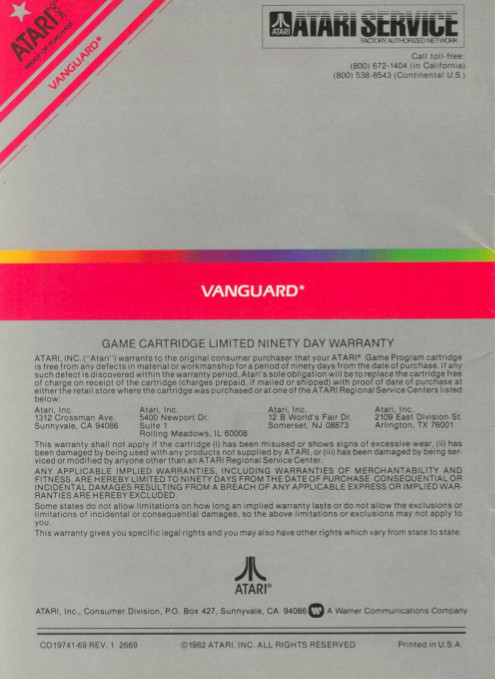 ATARI®
PROOF OF PURCHASE
VANGUARD*
ATARI
ATARI SERVICE
FACTORY AUTHORIZED NETWORK
Call toll-free:
(800) 672-1404 (in California)
(800) 538-8543 (Continental U.S.)
VANGUARD*
GAME CARTRIDGE LIMITED NINETY DAY WARRANTY
ATARI, INC. ("Atari") warrants to the original consumer purchaser that your ATARI® Game Program cartridge
is free from any defects in material or workmanship for a period of ninety days from the date of purchase. If any
such defect is discovered within the warranty period, Atari's sole obligation will be to replace the cartridge free
of charge on receipt of the cartridge (charges prepaid, if mailed or shipped) with proof of date of purchase at
either the retail store where the cartridge was purchased or at one of the ATARI Regional Service Centers listed
below:
Atari, Inc. Atari, Inc. Atari, Inc. Atari, Inc.
1312 Crossman Ave. 5400 Newport Dr. 12 B World's Fair Dr. 2109 East Division St.
Sunnyvale, CA 94086 Suite 1 Somerset, NJ 08873 Arlington, TX 76001
Rolling Meadows, IL 60008
This warranty shall not apply if the cartridge (i) has been misused or shows signs of excessive wear, (ii) has
been damaged by being used with any products not supplied by ATARI, or (iii) has been damaged by being ser-
viced or modified by anyone other than an ATARI Regional Service Center.
ANY APPLICABLE IMPLIED WARRANTIES, INCLUDING WARRANTIES OF MERCHANTABILITY AND
FITNESS, ARE HEREBY LIMITED TO NINETY DAYS FROM THE DATE OF PURCHASE. CONSEQUENTIAL OR
INCIDENTAL DAMAGES RESULTING FROM A BREACH OF ANY APPLICABLE EXPRESS OR IMPLIED WAR-
RANTIES ARE HEREBY EXCLUDED.
Some states do not allow limitations on how long an implied warranty lasts or do not allow the exclusions or
limitations of incidental or consequential damages, so the above limitations or exclusions may not apply to
you.
This warranty gives you specific legal rights and you may also have other rights which vary from state to state.
ATARI®
ATARI, Inc., Consumer Division, P.O. Box 427, Sunnyvale, CA 94086 A Warner Communications Company
CO19741-69 REV. 1 2669 ©1982 ATARI, INC. ALL RIGHTS RESERVED Printed in U.S.A.